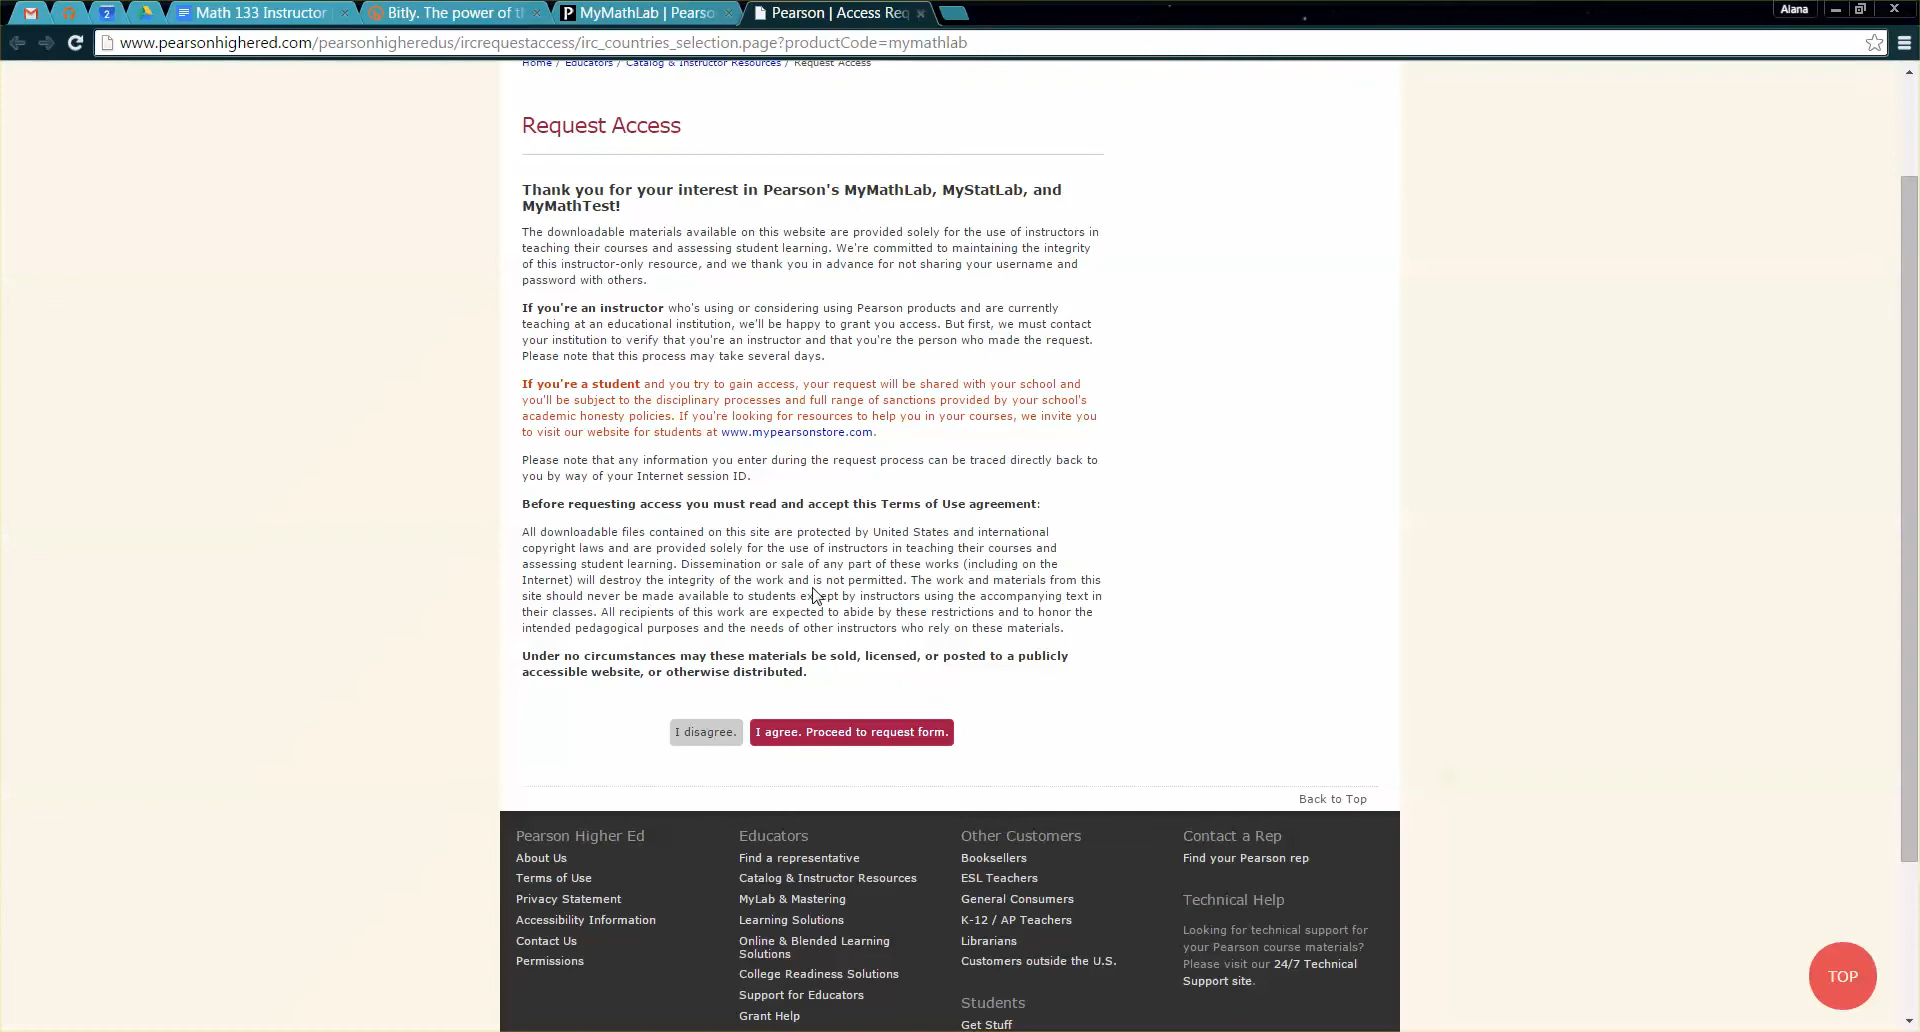 Math 133 Instructor
Bitly. The power of t
MyMathLab | Pearso
Pearson | Access Req
Alana
2
www.pearsonhighered.com/pearsonhigheredus/ircrequestaccess/irc_countries_selection.page?productCode=mymathlab
Home / Educators / Catalog & Instructor Resources / Request Access
Request Access
Thank you for your interest in Pearson's MyMathLab, MyStatLab, and
MyMathTest!
The downloadable materials available on this website are provided solely for the use of instructors in
teaching their courses and assessing student learning. We're committed to maintaining the integrity
of this instructor-only resource, and we thank you in advance for not sharing your username and
password with others.
If you're an instructor who's using or considering using Pearson products and are currently
teaching at an educational institution, we'll be happy to grant you access. But first, we must contact
your institution to verify that you're an instructor and that you're the person who made the request.
Please note that this process may take several days.
If you're a student and you try to gain access, your request will be shared with your school and
you'll be subject to the disciplinary processes and full range of sanctions provided by your school's
academic honesty policies. If you're looking for resources to help you in your courses, we invite you
to visit our website for students at www.mypearsonstore.com.
Please note that any information you enter during the request process can be traced directly back to
you by way of your Internet session ID.
Before requesting access you must read and accept this Terms of Use agreement:
All downloadable files contained on this site are protected by United States and international
copyright laws and are provided solely for the use of instructors in teaching their courses and
assessing student learning. Dissemination or sale of any part of these works (including on the
Internet) will destroy the integrity of the work and is not permitted. The work and materials from this
site should never be made available to students except by instructors using the accompanying text in
their classes. All recipients of this work are expected to abide by these restrictions and to honor the
intended pedagogical purposes and the needs of other instructors who rely on these materials.
Under no circumstances may these materials be sold, licensed, or posted to a publicly
accessible website, or otherwise distributed.
I disagree.
I agree. Proceed to request form.
Back to Top
Pearson Higher Ed
About Us
Terms of Use
Privacy Statement
Accessibility Information
Contact Us
Permissions
Educators
Find a representative
Catalog & Instructor Resources
MyLab & Mastering
Learning Solutions
Online & Blended Learning
Solutions
College Readiness Solutions
Support for Educators
Grant Help
Other Customers
Booksellers
ESL Teachers
General Consumers
K-12 / AP Teachers
Librarians
Customers outside the U.S.
Students
Get Stuff
Contact a Rep
Find your Pearson rep
Technical Help
Looking for technical support for
your Pearson course materials?
Please visit our 24/7 Technical
Support site.
TOP